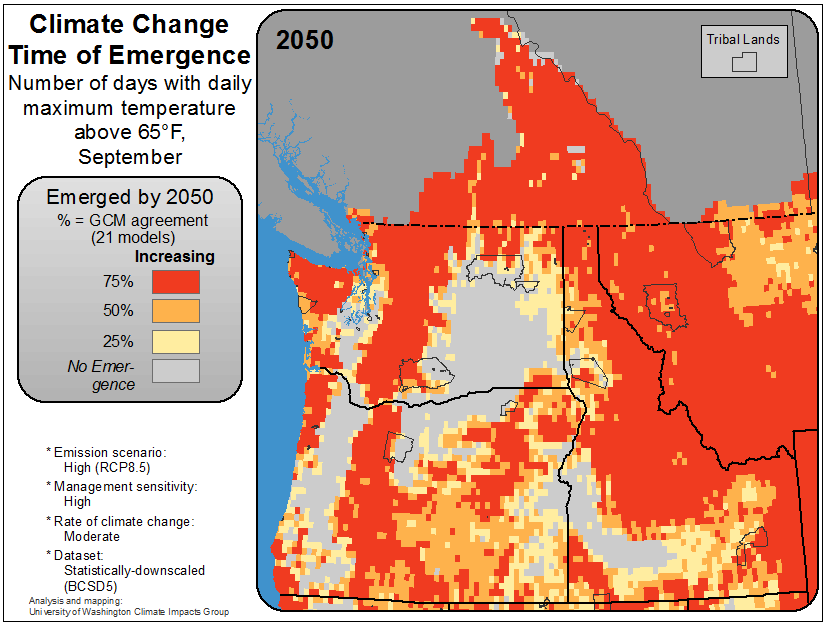 Climate Change
Time of Emergence
Number of days with daily
maximum temperature
above 65°F,
September
Emerged by 2050
% = GCM agreement
(21 models)
Increasing
75%
50%
25%
No Emer-
gence
* Emission scenario:
High (RCP8.5)
* Management sensitivity:
High
* Rate of climate change:
Moderate
* Dataset:
Statistically-downscaled
(BCSD5)
Analysis and mapping:
University of Washington Climate Impacts Group
2050
Tribal Lands